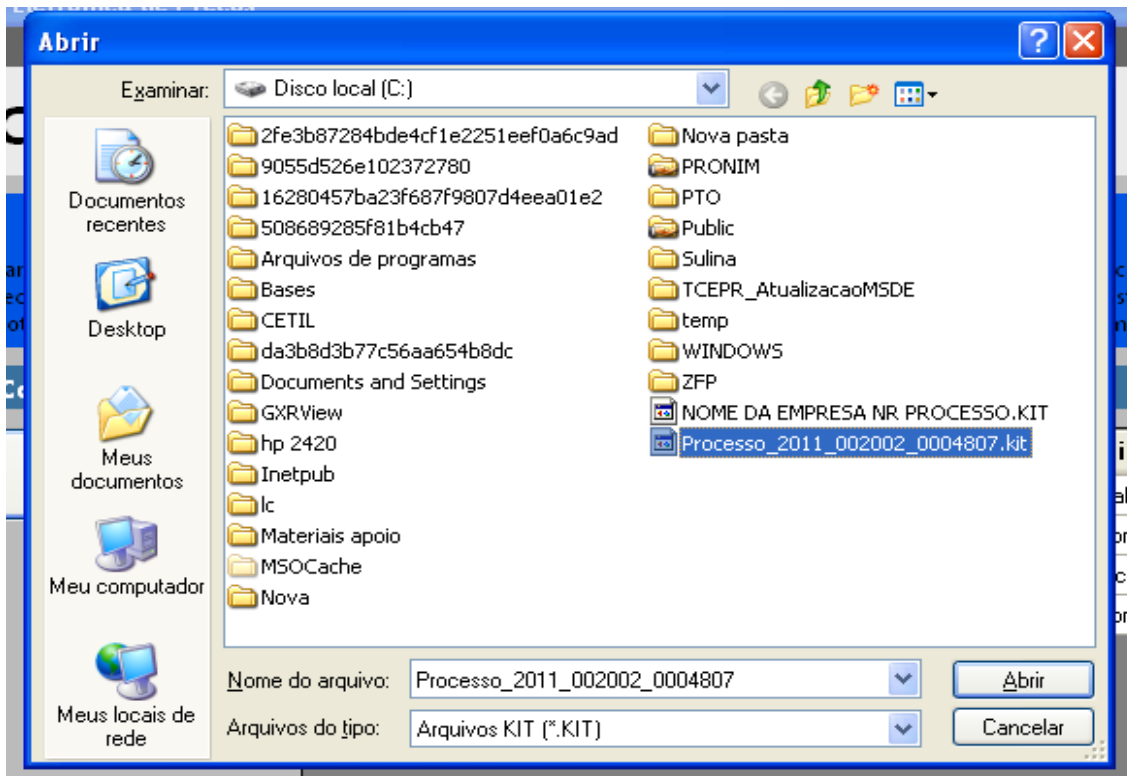 Abrir
Examinar:
Disco local (C:)
Documentos
recentes
Desktop
Meus
documentos
Meu computador
Meus locais de
rede
2fe3b87284bde4cf1e2251eef0a6c9ad
9055d526e102372780
16280457ba23f687f9807d4eea01e2
508689285f81b4cb47
Arquivos de programas
Bases
CETIL
da3b8d3b77c56aa654b8dc
Documents and Settings
GXRView
hp 2420
Inetpub
lc
Materiais apoio
MSOCache
Nova
Nova pasta
PRONIM
PTO
Public
Sulina
TCEPR_AtualizacaoMSDE
temp
WINDOWS
ZFP
NOME DA EMPRESA NR PROCESSO.KIT
Processo_2011_002002_0004807.kit
Nome do arquivo:
Processo_2011_002002_0004807
Abrir
Arquivos do tipo:
Arquivos KIT (*.KIT)
Cancelar